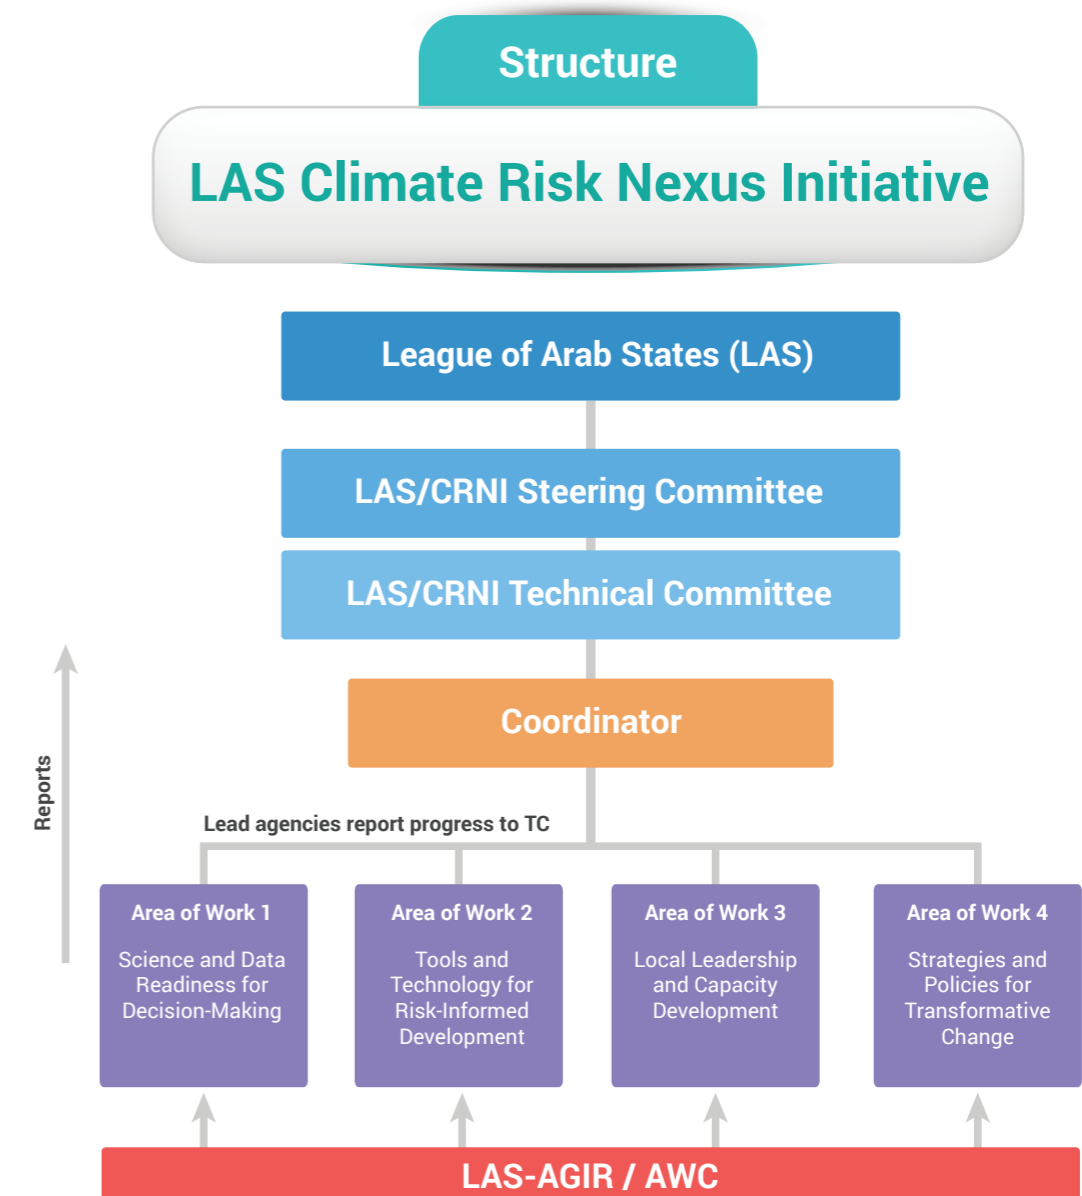 Structure
LAS Climate Risk Nexus Initiative
League of Arab States (LAS)
LAS/CRNI Steering Committee
LAS/CRNI Technical Committee
Coordinator
Reports
Lead agencies report progress to TC
Area of Work 1
Science and Data
Readiness for
Decision-Making
Area of Work 2
Tools and
Technology for
Risk-Informed
Development
Area of Work 3
Local Leadership
and Capacity
Development
Area of Work 4
Strategies and
Policies for
Transformative
Change
LAS-AGIR / AWC